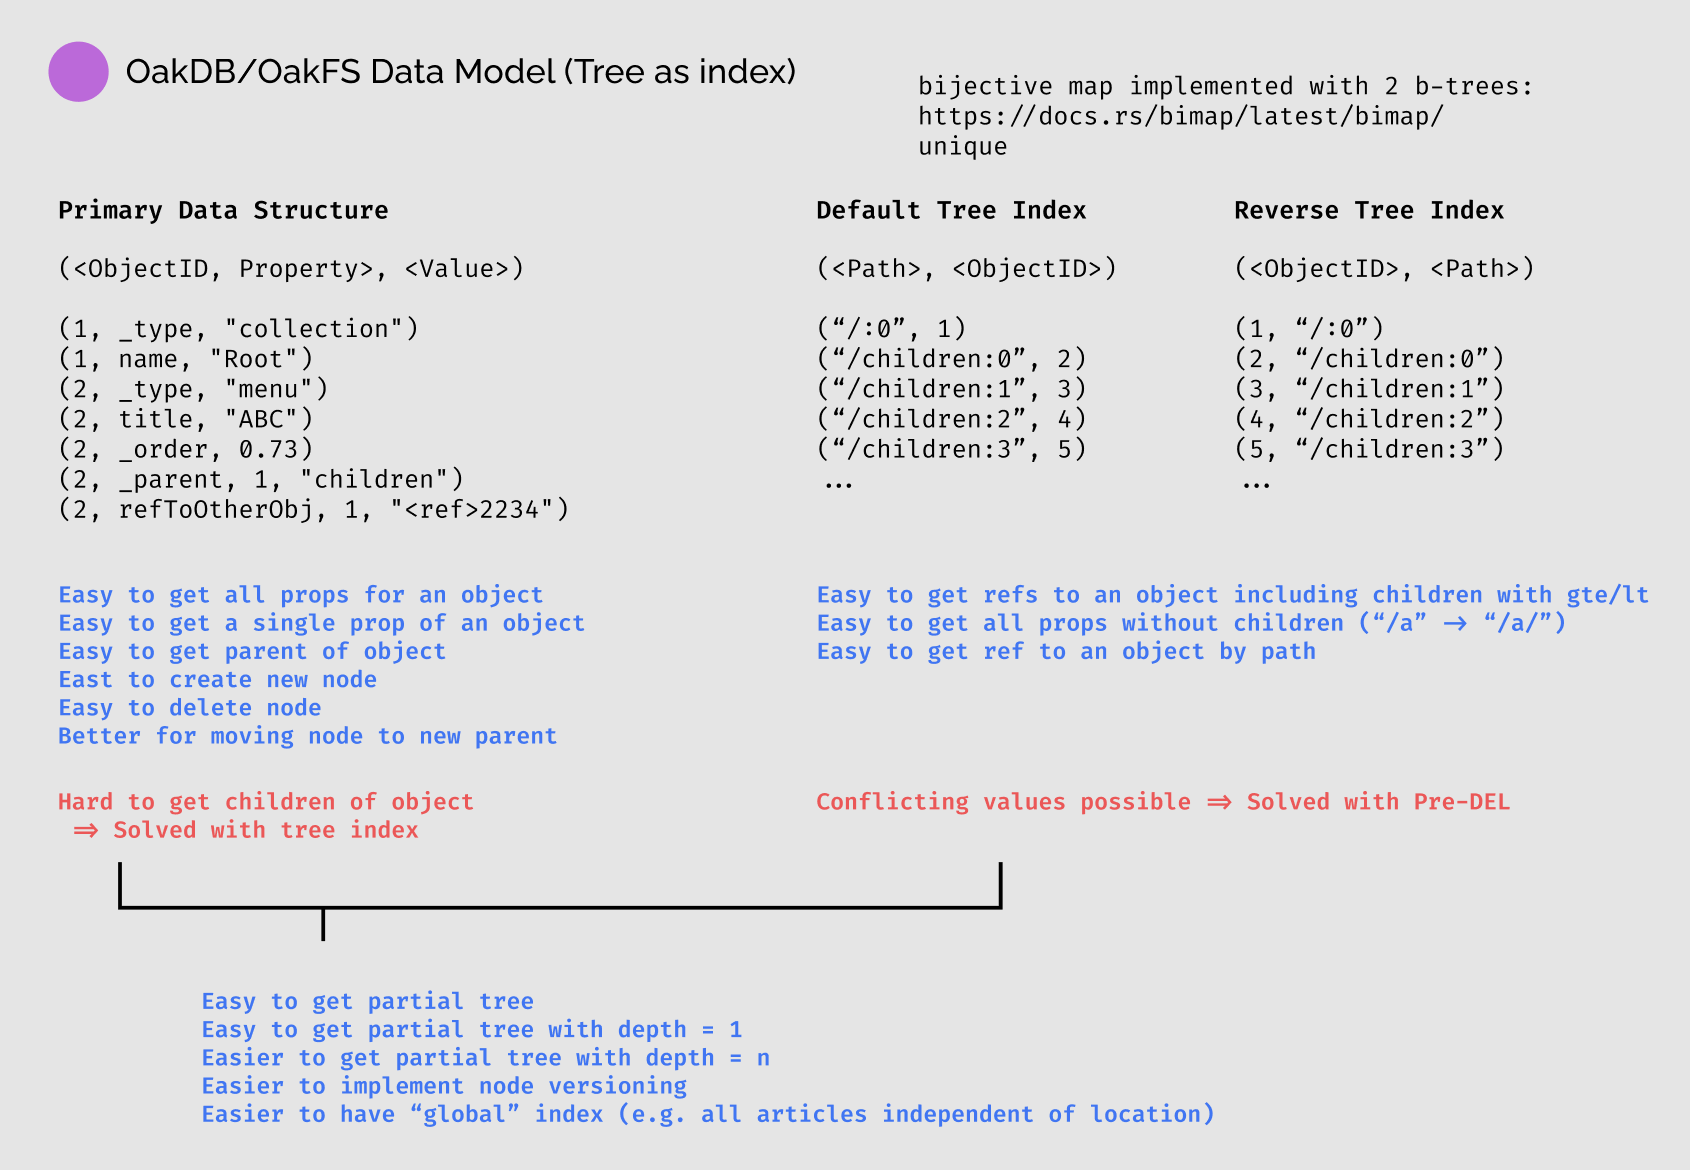 OakDB/OakFS Data Model (Tree as index)
bijective map implemented with 2 b-trees:
https://docs.rs/bimap/latest/bimap/
unique
Primary Data Structure
(<ObjectID, Property>, <Value>)
(1, _type, "collection")
(1, name, "Root")
(2, _type, "menu")
(2, title, "ABC")
(2, _order, 0.73)
(2, _parent, 1, "children")
(2, refToOtherObj, 1, "<ref>2234")
Default Tree Index
(<Path>, <ObjectID>)
(“/:0”, 1)
(“/children:0”, 2)
(“/children:1”, 3)
(“/children:2”, 4)
(“/children:3”, 5)
...
Reverse Tree Index
(<ObjectID>, <Path>)
(1, “/:0”)
(2, “/children:0”)
(3, “/children:1”)
(4, “/children:2”)
(5, “/children:3”)
...
Easy to get all props for an object
Easy to get a single prop of an object
Easy to get parent of object
East to create new node
Easy to delete node
Better for moving node to new parent
Easy to get refs to an object including children with gte/lt
Easy to get all props without children (“/a” -> “/a/”)
Easy to get ref to an object by path
Hard to get children of object
=> Solved with tree index
Conflicting values possible => Solved with Pre-DEL
Easy to get partial tree
Easy to get partial tree with depth = 1
Easier to get partial tree with depth = n
Easier to implement node versioning
Easier to have “global” index (e.g. all articles independent of location)